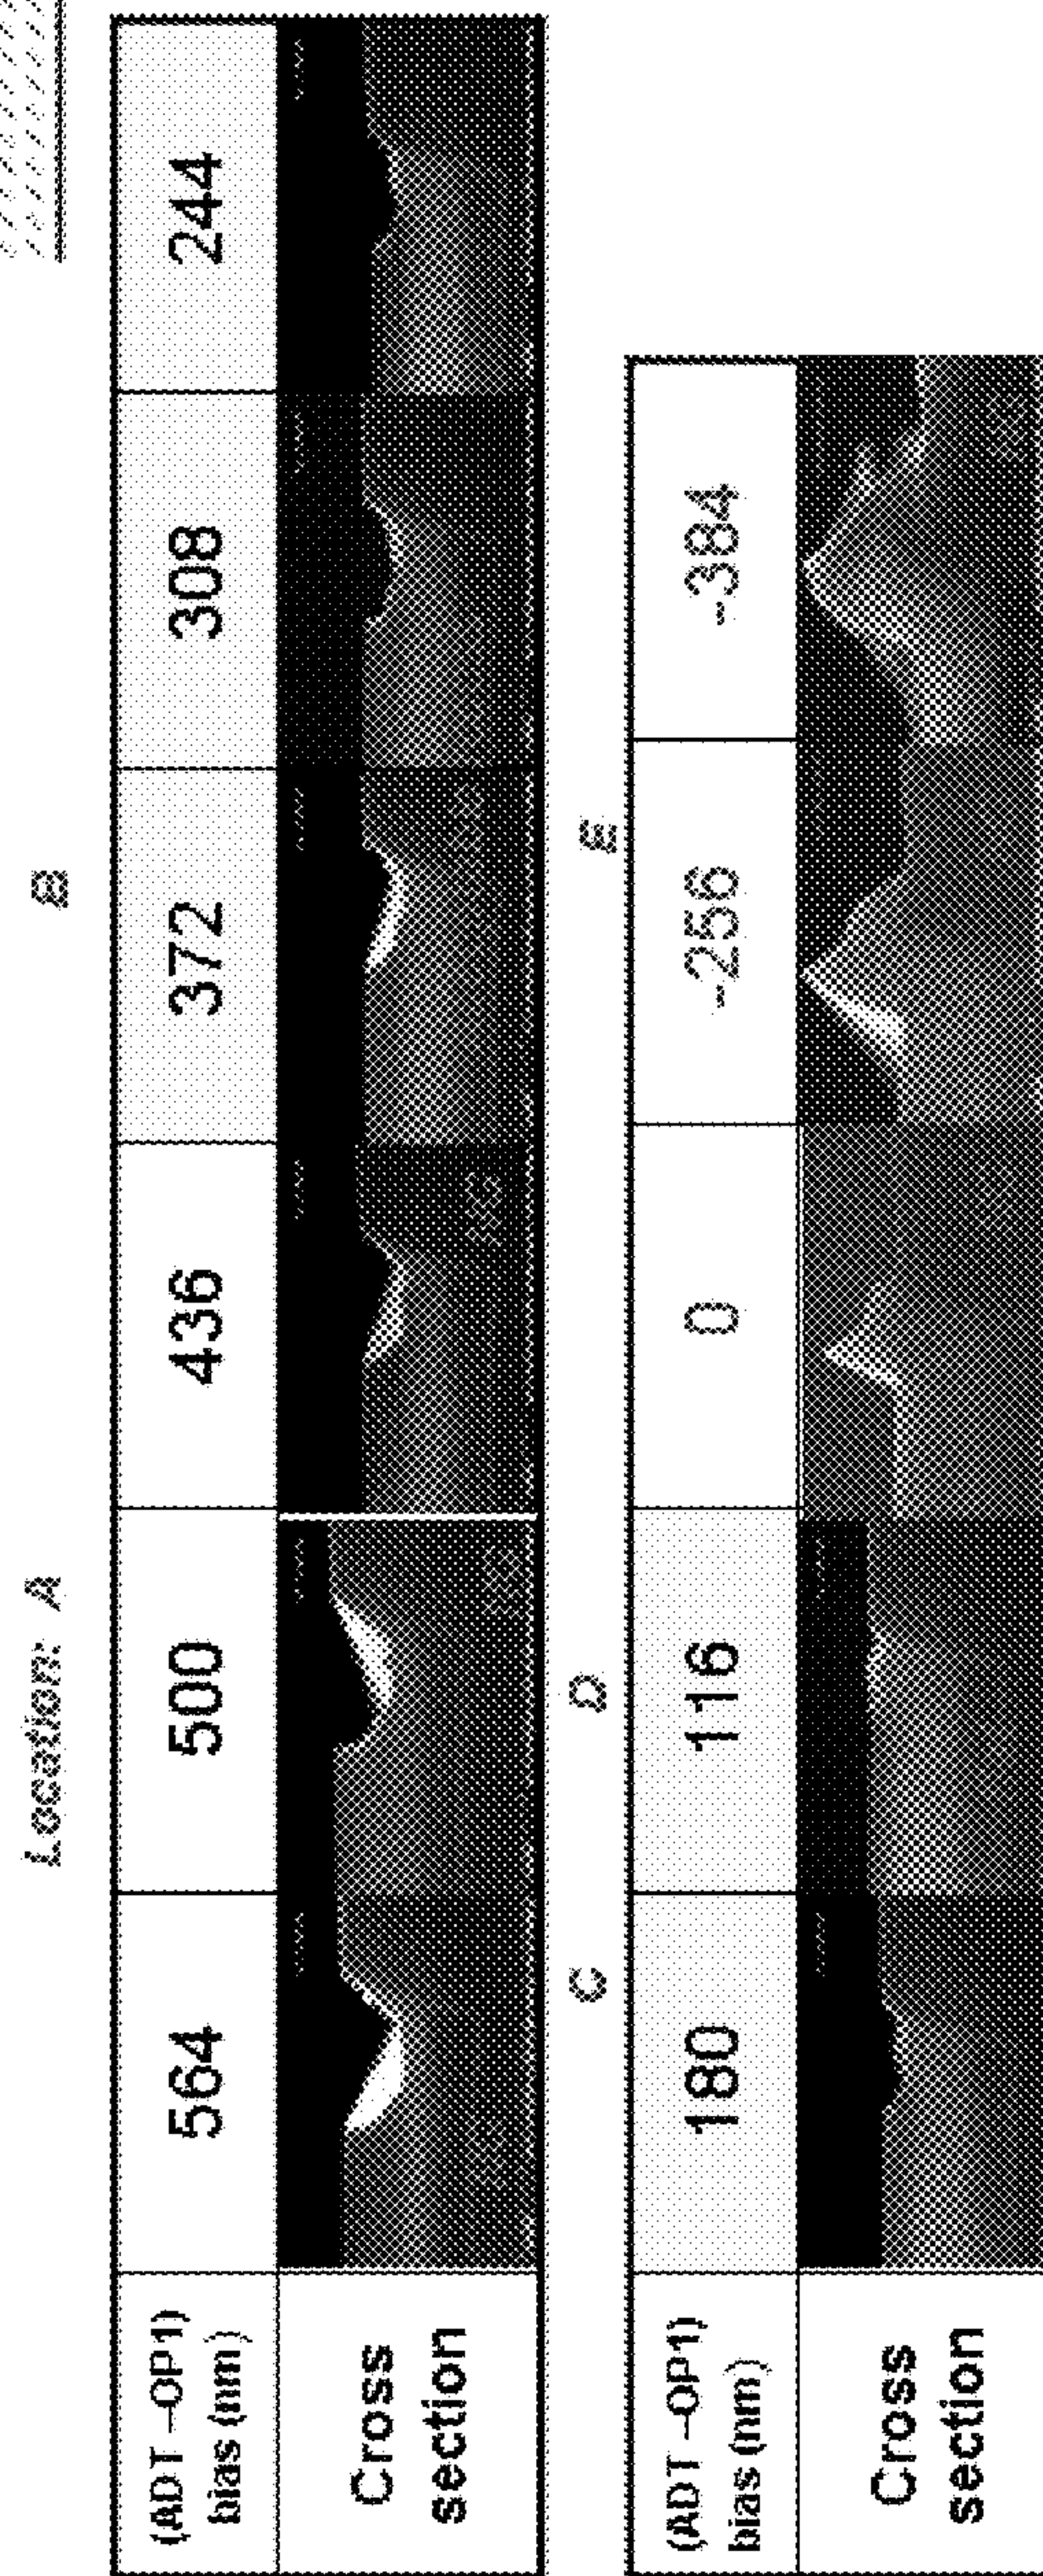 Location: A
B
(ADT –OP1) bias (nm) 564 500 436 372 308 244
Cross
section
C D E
(ADT –OP1) bias (nm) 180 116 0 -256 -384
Cross
section